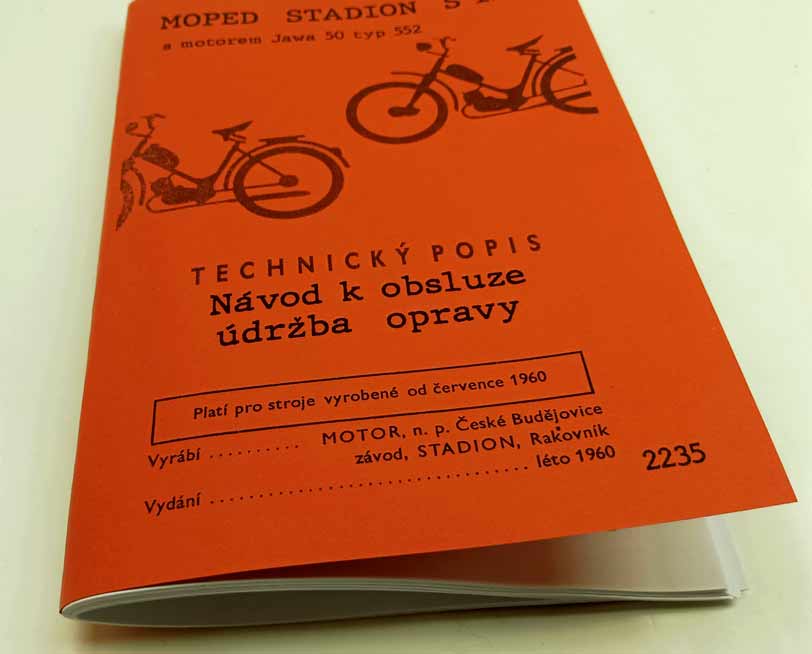 MOPED STADION S
s motorem Jawa 50 typ 552
TECHNICKÝ POPIS
Návod k obsluze
údržba opravy
Platí pro stroje vyrobené od července 1960
Vyrábí .......... MOTOR, n. p. České Budějovice
závod, STADION, Rakovník
Vydání .................................. léto 1960
2235